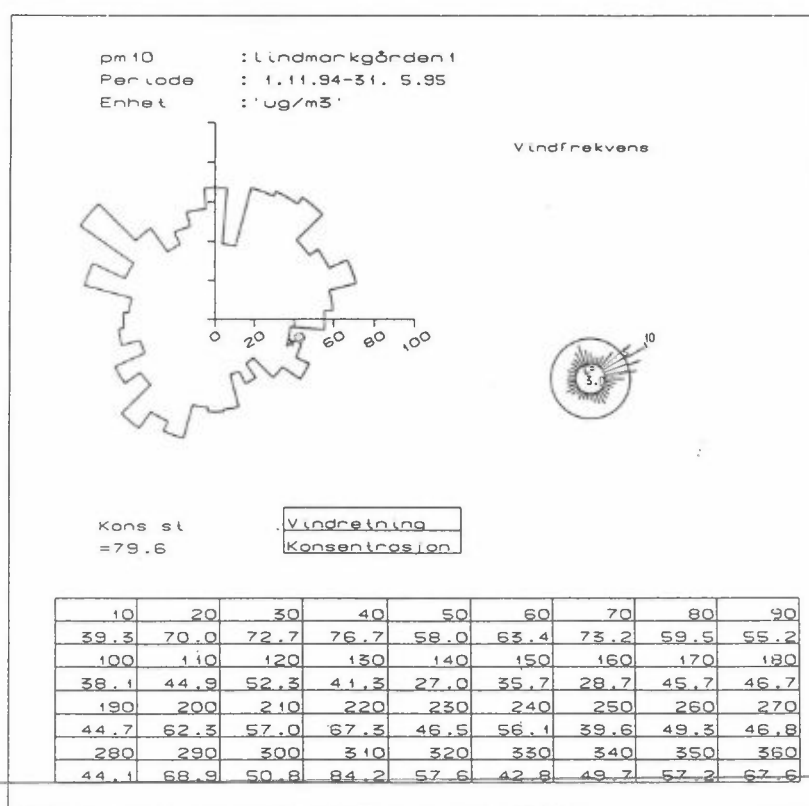 pm10 :Lindmarkgården1
Periode : 1.11.94-31. 5.95
Enhet :'ug/m3'
Vindfrekvens
0 20 40 60 80 100
10
3.0
Kons st
=79.6
Vindretning
Konsentrasjon
10 20 30 40 50 60 70 80 90
39.3 70.0 72.7 76.7 58.0 63.4 73.2 59.5 55.2
100 110 120 130 140 150 160 170 180
38.1 44.9 52.3 41.3 27.0 35.7 28.7 45.7 46.7
190 200 210 220 230 240 250 260 270
44.7 62.3 57.0 67.3 46.5 56.1 39.6 49.3 46.8
280 290 300 310 320 330 340 350 360
44.1 68.9 50.8 84.2 57.6 42.8 49.7 57.2 67.6